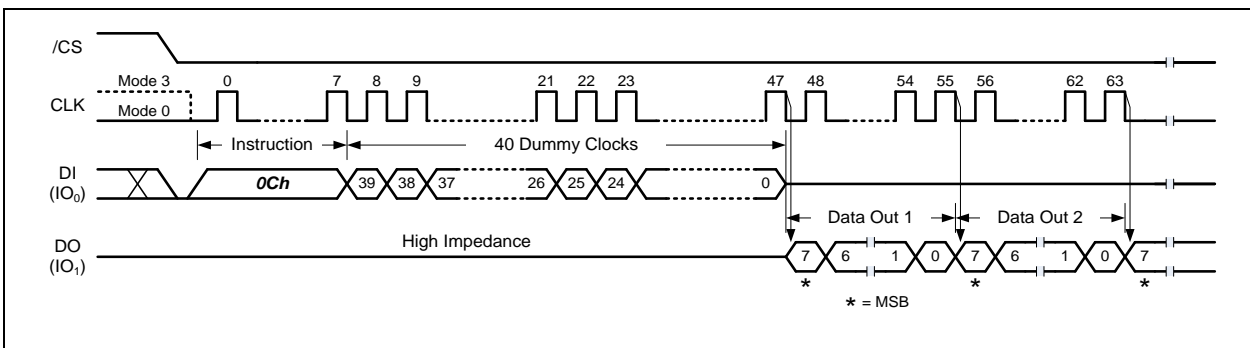 /CS
Mode 3 0 7 8 9 21 22 23 47 48 54 55 56 62 63
CLK
Mode 0
Instruction 40 Dummy Clocks
DI
(IO0)
0Ch 39 38 37 26 25 24 0
Data Out 1 Data Out 2
DO
(IO1)
High Impedance
7 6 1 0 7 6 1 0 7
* * *
* = MSB